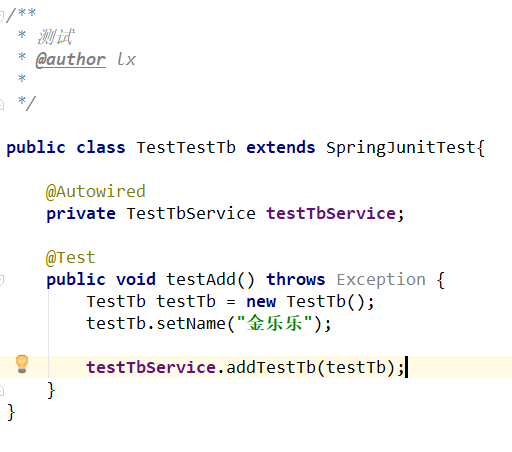 /**
 * 测试
 * @author lx
 *
 */
public class TestTestTb extends SpringJunitTest{
@Autowired
private TestTbService testTbService;
@Test
public void testAdd() throws Exception {
TestTb testTb = new TestTb();
testTb.setName("金乐乐");
testTbService.addTestTb(testTb);
}
}